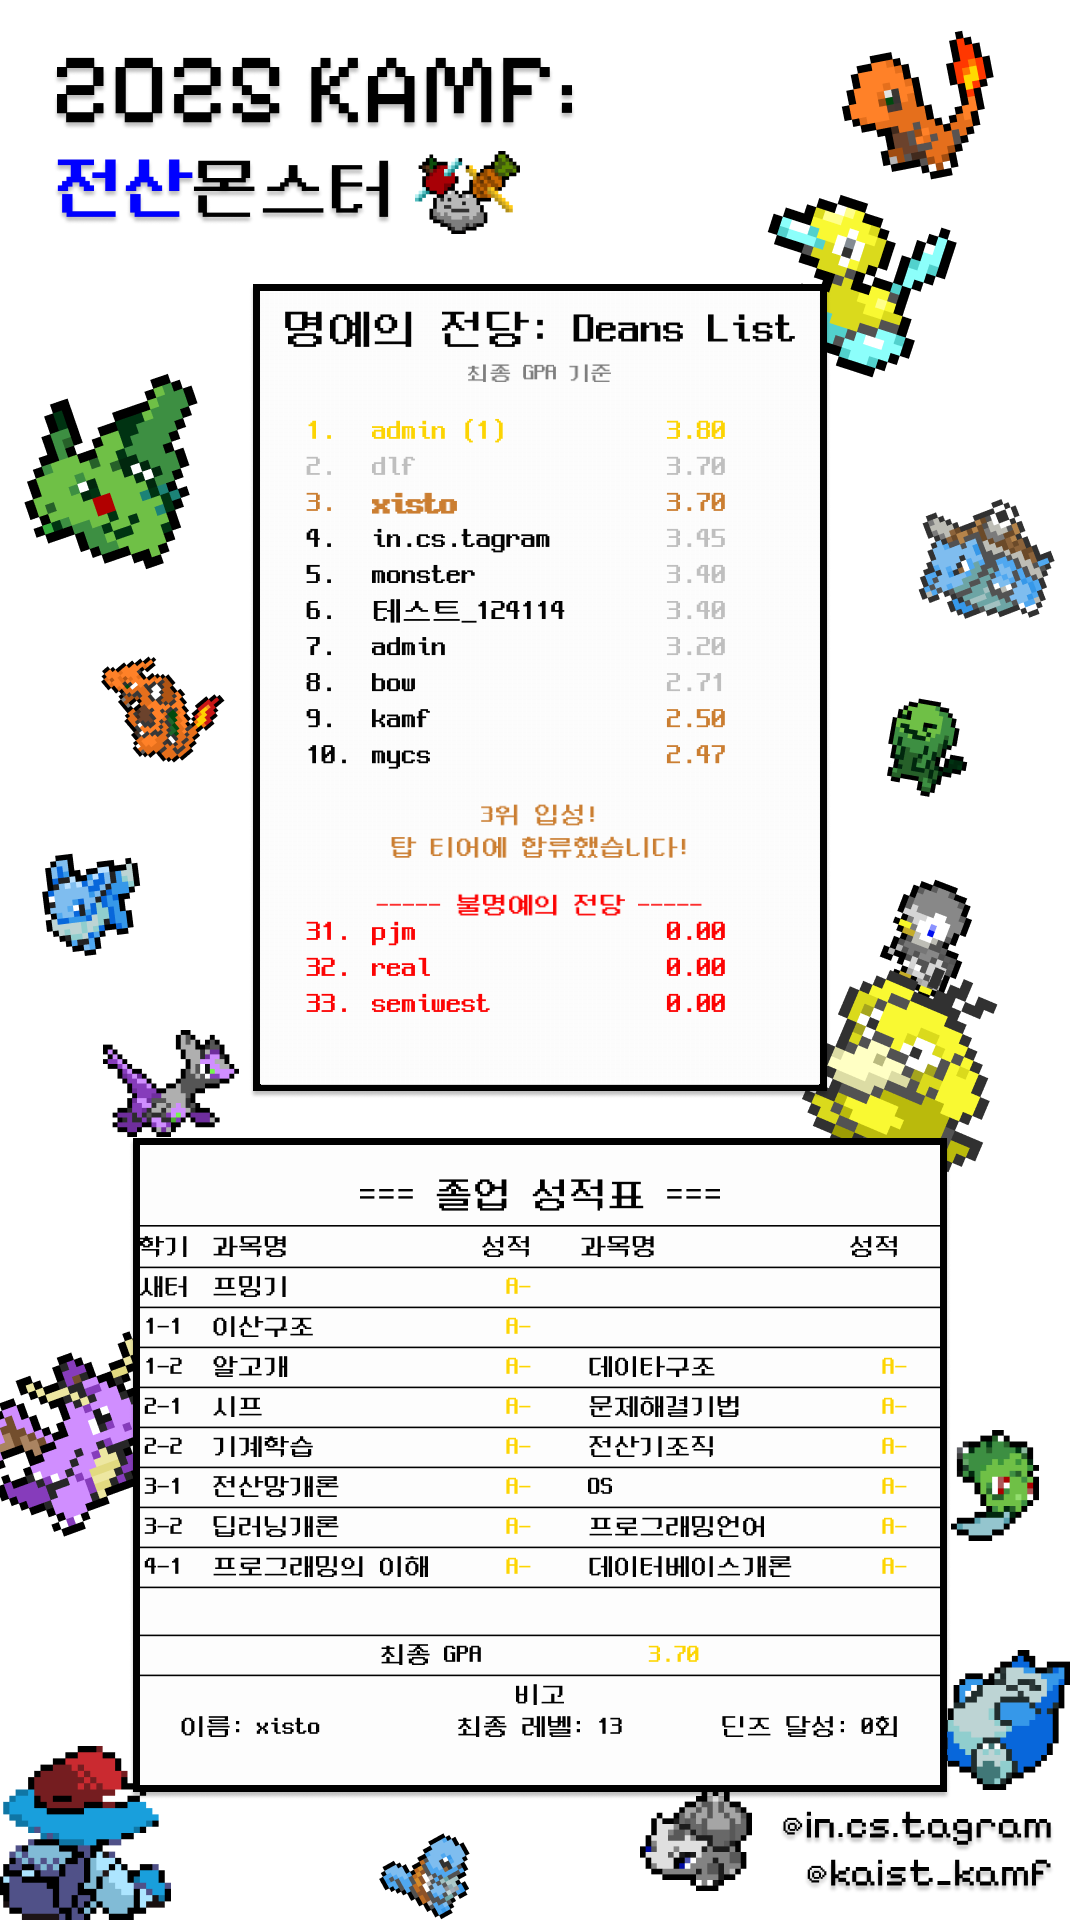 2025 KAMF:
전산몬스터
명예의 전당: Deans List
최종 GPA 기준
1. admin (1) 3.80
2. dlf 3.70
3. xisto 3.70
4. in.cs.tagram 3.45
5. monster 3.40
6. 테스트_124114 3.40
7. admin 3.20
8. bow 2.71
9. kamf 2.50
10. mycs 2.47
3위 입성!
탑 티어에 합류했습니다!
----- 불명예의 전당 -----
31. pjm 0.00
32. real 0.00
33. semiwest 0.00
=== 졸업 성적표 ===
학기 과목명 성적 과목명 성적
새터 프밍기 A-
1-1 이산구조 A-
1-2 알고개 A- 데이타구조 A-
2-1 시프 A- 문제해결기법 A-
2-2 기계학습 A- 전산기조직 A-
3-1 전산망개론 A- OS A-
3-2 딥러닝개론 A- 프로그래밍언어 A-
4-1 프로그래밍의 이해 A- 데이터베이스개론 A-
최종 GPA 3.70
비고
이름: xisto 최종 레벨: 13 딘즈 달성: 0회
@in.cs.tagram
@kaist_kamf